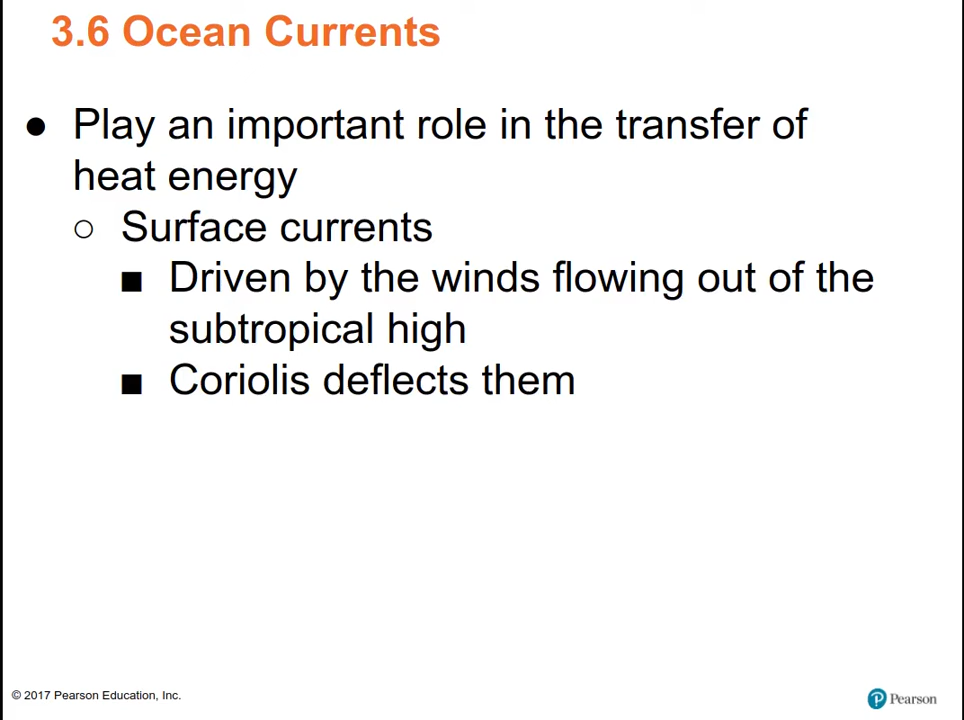 3.6 Ocean Currents
● Play an important role in the transfer of
heat energy
○ Surface currents
■ Driven by the winds flowing out of the
subtropical high
■ Coriolis deflects them
© 2017 Pearson Education, Inc.
P Pearson